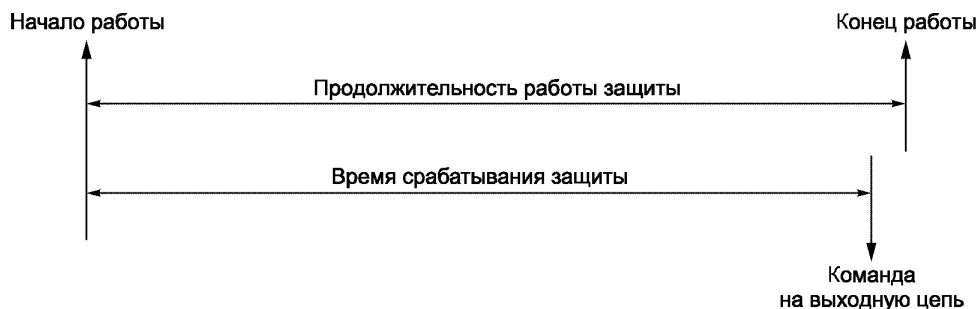 Начало работы
Конец работы
Продолжительность работы защиты
Время срабатывания защиты
Команда
на выходную цепь